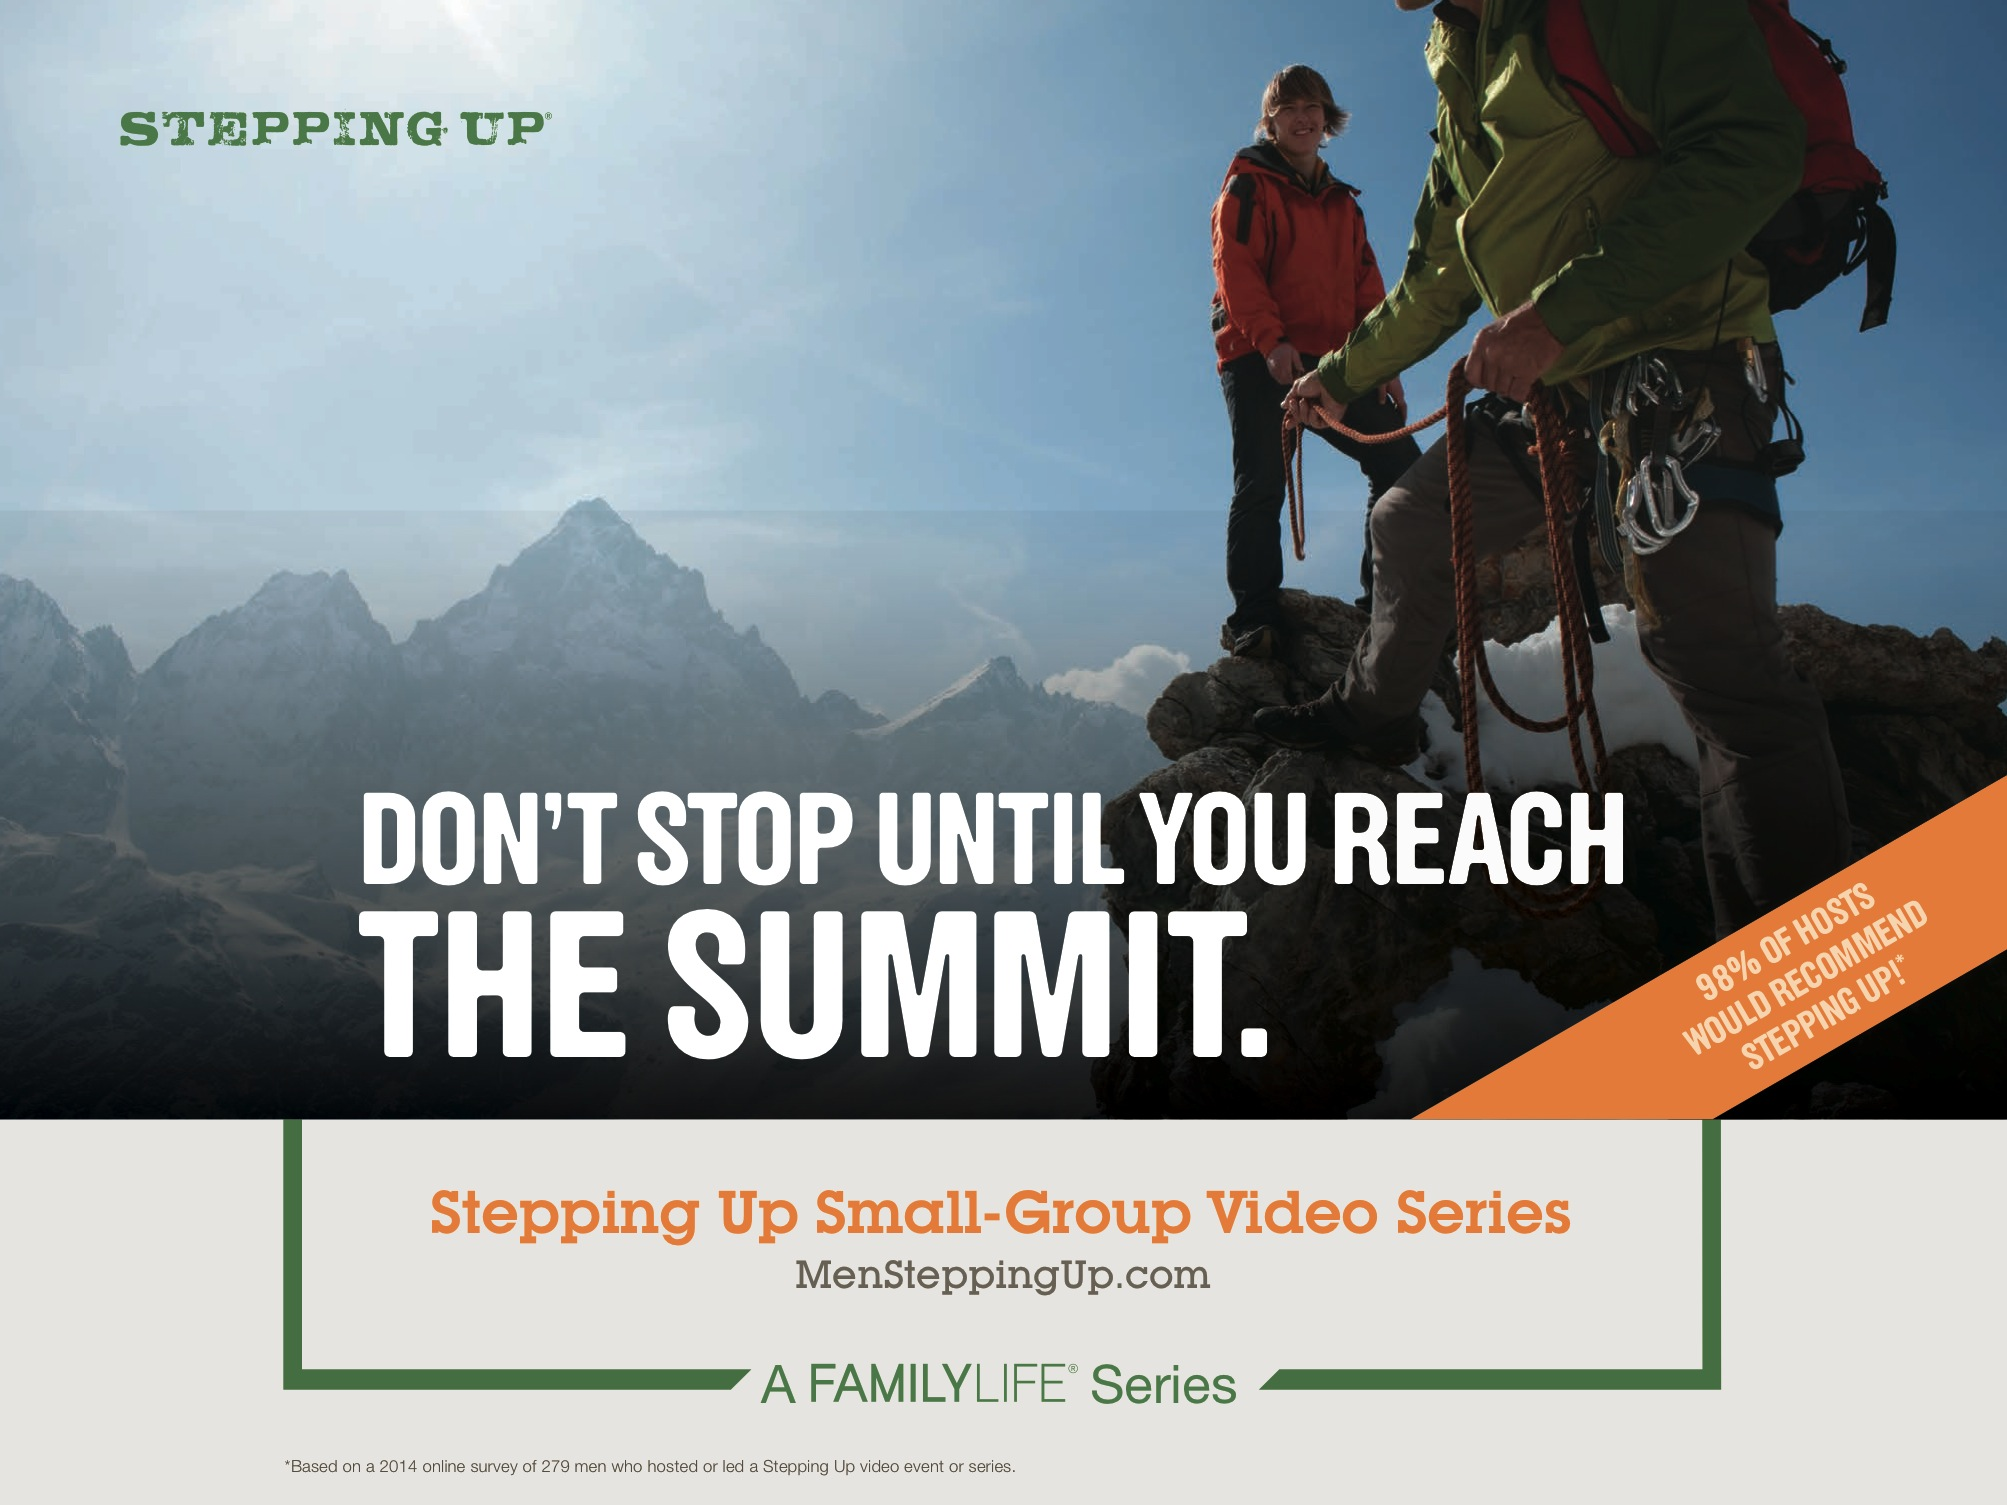 STEPPING UP®
DON'T STOP UNTIL YOU REACH
THE SUMMIT.
98% OF HOSTS
WOULD RECOMMEND
STEPPING UP!*
Stepping Up Small-Group Video Series
MenSteppingUp.com
A FAMILYLIFE® Series
*Based on a 2014 online survey of 279 men who hosted or led a Stepping Up video event or series.